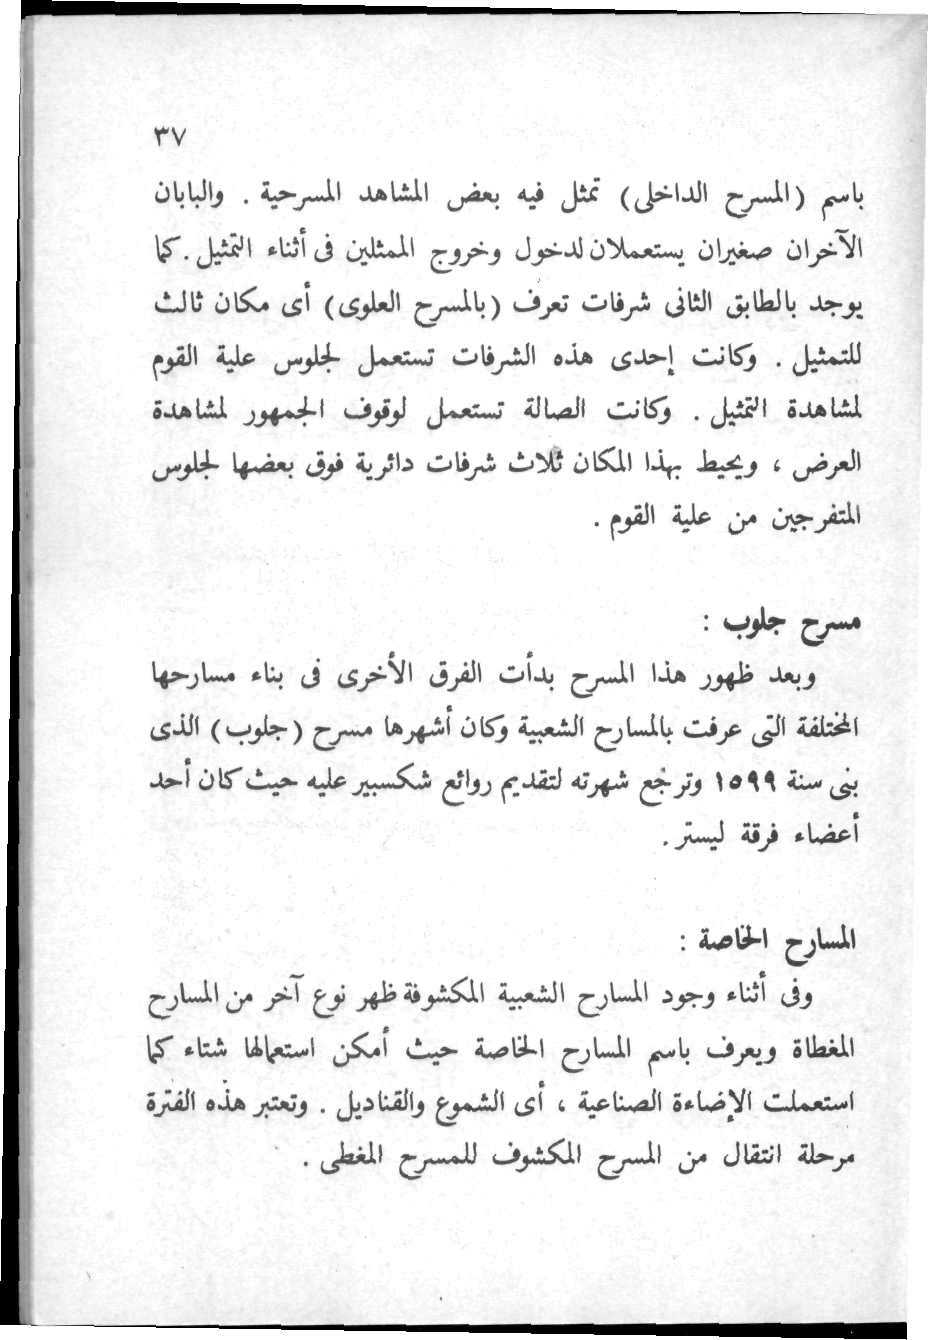 ٣٧
باسم (المسرح الداخلى) تمثل فيه بعض المشاهد المسرحية . والبابان
الآخران صغيران يستعملان لدخول وخروج الممثلين فى أثناء التمثيل . كما
يوجد بالطابق الثانى شرفات تعرف (بالمسرح العلوى) أى مكان ثالث
للتمثيل . وكانت إحدى هذه الشرفات تستعمل لجلوس علية القوم
لمشاهدة التمثيل . وكانت الصالة تستعمل لوقوف الجمهور لمشاهدة
العرض ، ويحيط بهذا المكان ثلاث شرفات دائرية فوق بعضها لجلوس
المتفرجين من علية القوم .
مسرح جلوب :
وبعد ظهور هذا المسرح بدأت الفرق الأخرى فى بناء مسارحها
المختلفة التى عرفت بالمسارح الشعبية وكان أشهرها مسرح (جلوب) الذى
بنى سنة ١٥٩٩ وترجع شهرته لتقديم روائع شكسبير عليه حيث كان أحد
أعضاء فرقة ليستر .
المسارح الخاصة :
وفى أثناء وجود المسارح الشعبية المكشوفة ظهر نوع آخر من المسارح
المغطاة ويعرف باسم المسارح الخاصة حيث أمكن استعمالها شتاء كما
استعملت الإضاءة الصناعية ، أى الشموع والقناديل . وتعتبر هذه الفترة
مرحلة انتقال من المسرح المكشوف للمسرح المغطى .